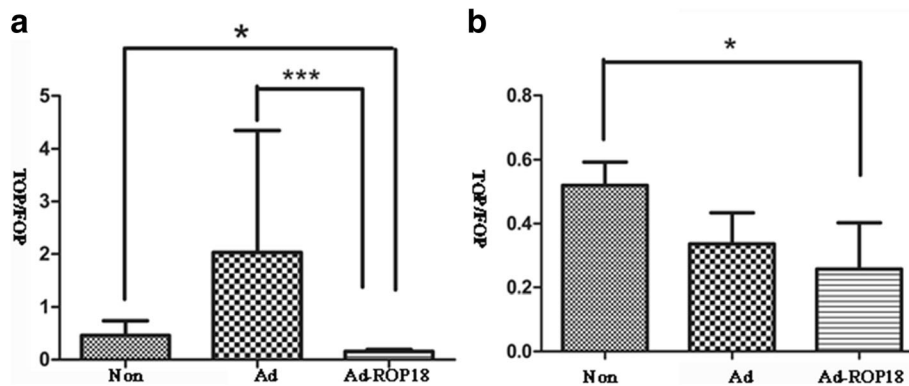 a
*
***
5
4
3
2
1
0
TOP/FOP
Non Ad Ad-ROP18
b
*
0.8
0.6
0.4
0.2
0.0
TOP/FOP
Non Ad Ad-ROP18